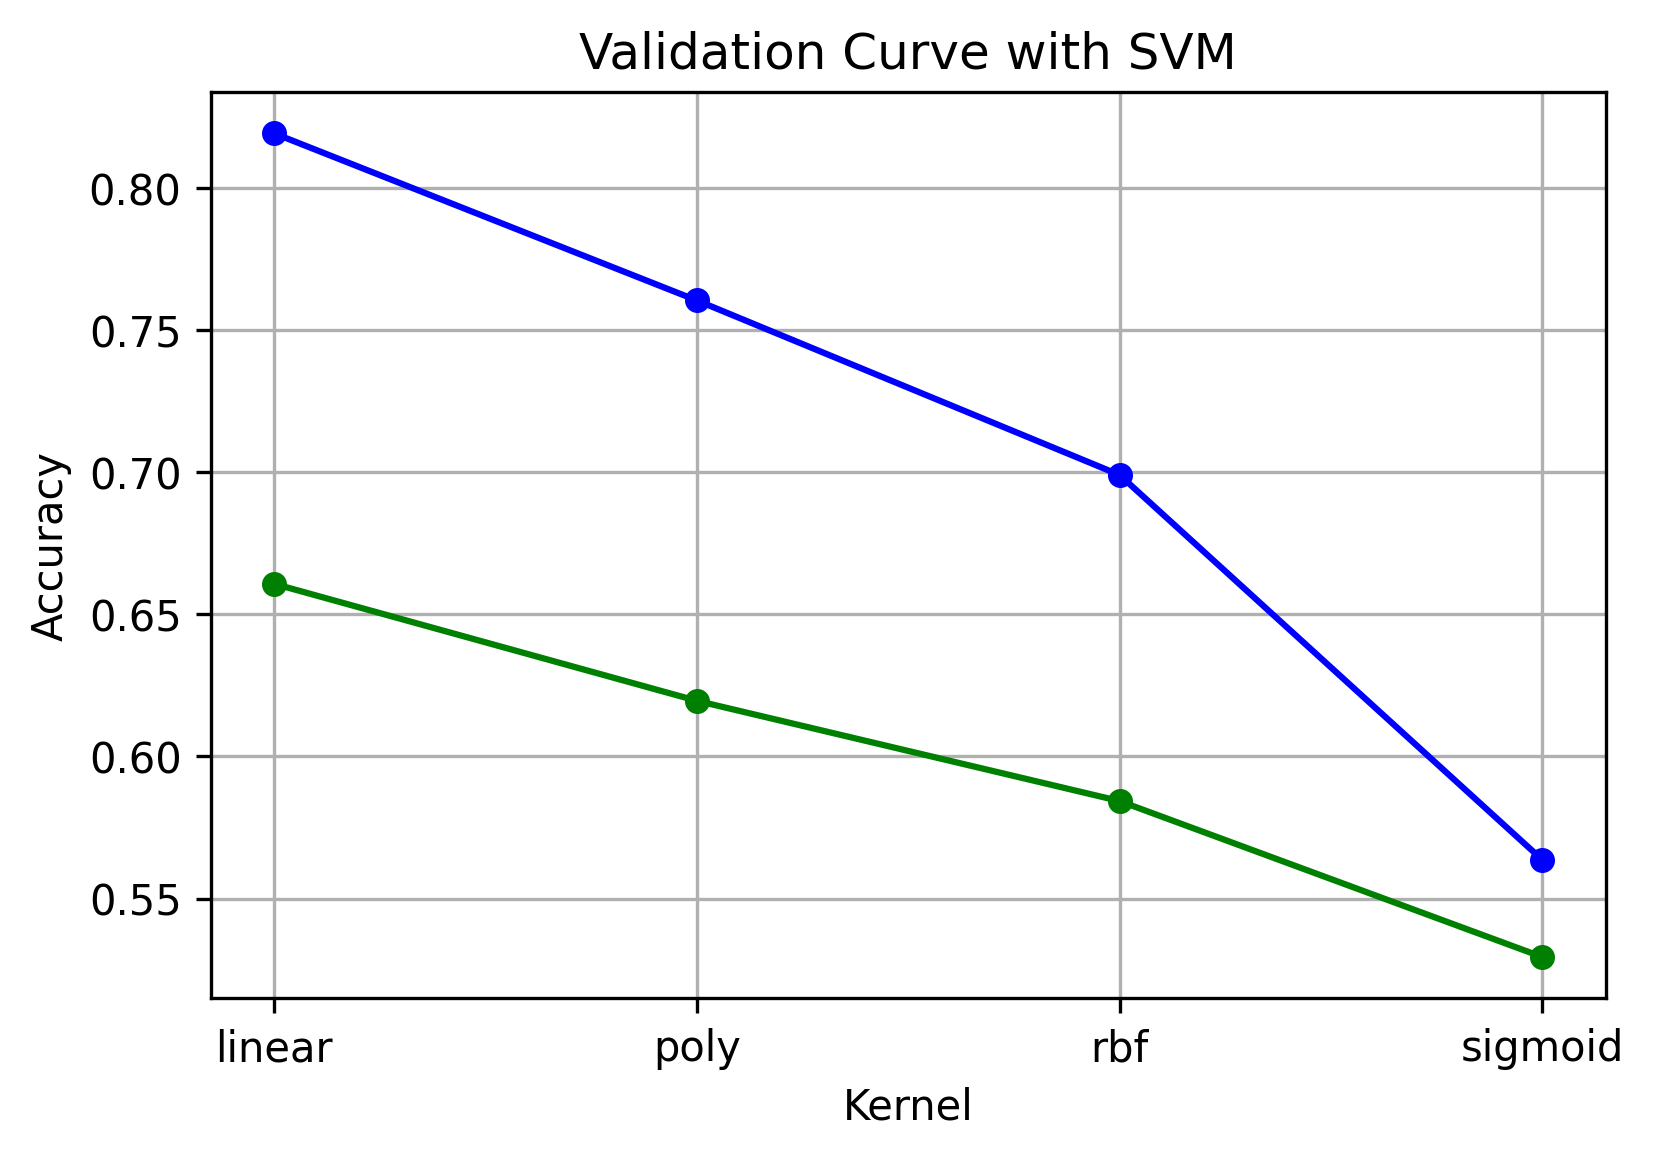 Validation Curve with SVM
0.80
0.75
0.70
0.65
0.60
0.55
Accuracy
linear poly rbf sigmoid
Kernel